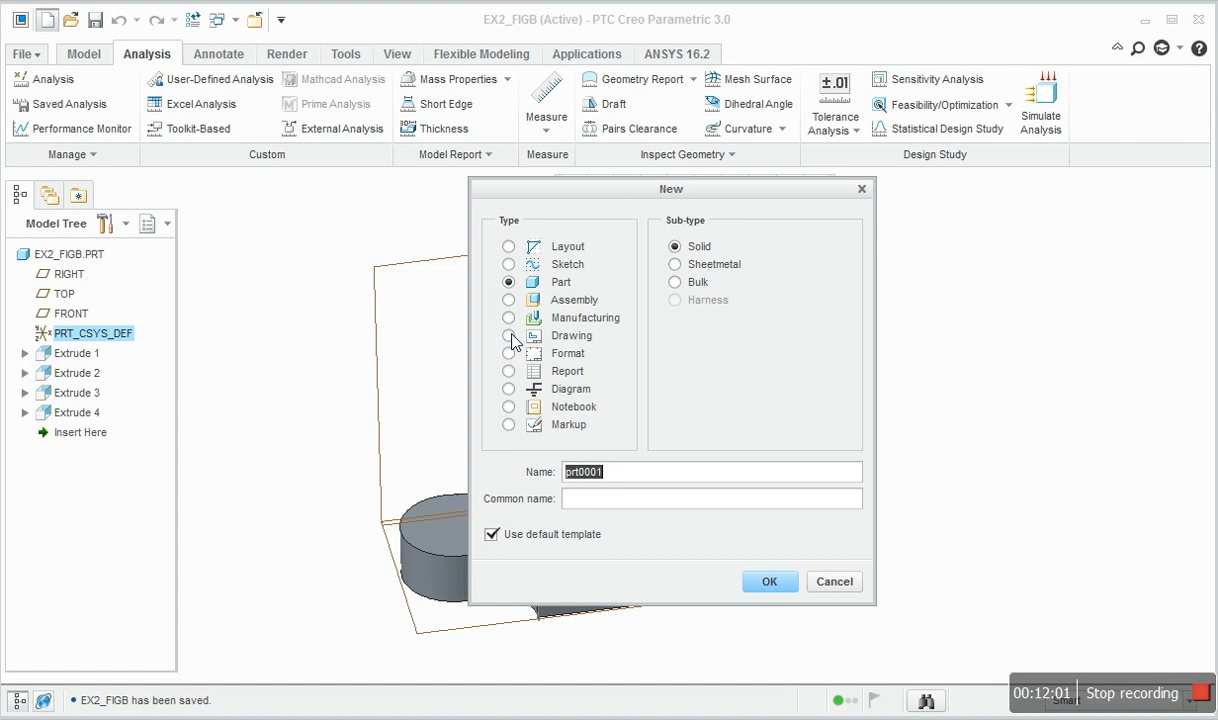 EX2_FIGB (Active) - PTC Creo Parametric 3.0
File Model Analysis Annotate Render Tools View Flexible Modeling Applications ANSYS 16.2
Analysis
Saved Analysis
Performance Monitor
Manage
User-Defined Analysis
Excel Analysis
Toolkit-Based
Mathcad Analysis
Prime Analysis
External Analysis
Custom
Mass Properties
Short Edge
Thickness
Model Report
Measure
Measure
Geometry Report
Draft
Pairs Clearance
Mesh Surface
Dihedral Angle
Curvature
Inspect Geometry
±.01
Tolerance
Analysis
Sensitivity Analysis
Feasibility/Optimization
Statistical Design Study
Simulate
Analysis
Design Study
Model Tree
EX2_FIGB.PRT
RIGHT
TOP
FRONT
PRT_CSYS_DEF
Extrude 1
Extrude 2
Extrude 3
Extrude 4
Insert Here
New
Type
Layout
Sketch
Part
Assembly
Manufacturing
Drawing
Format
Report
Diagram
Notebook
Markup
Sub-type
Solid
Sheetmetal
Bulk
Harness
Name: prt0001
Common name:
Use default template
OK Cancel
• EX2_FIGB has been saved.
00:12:01 Stop recording
Smart